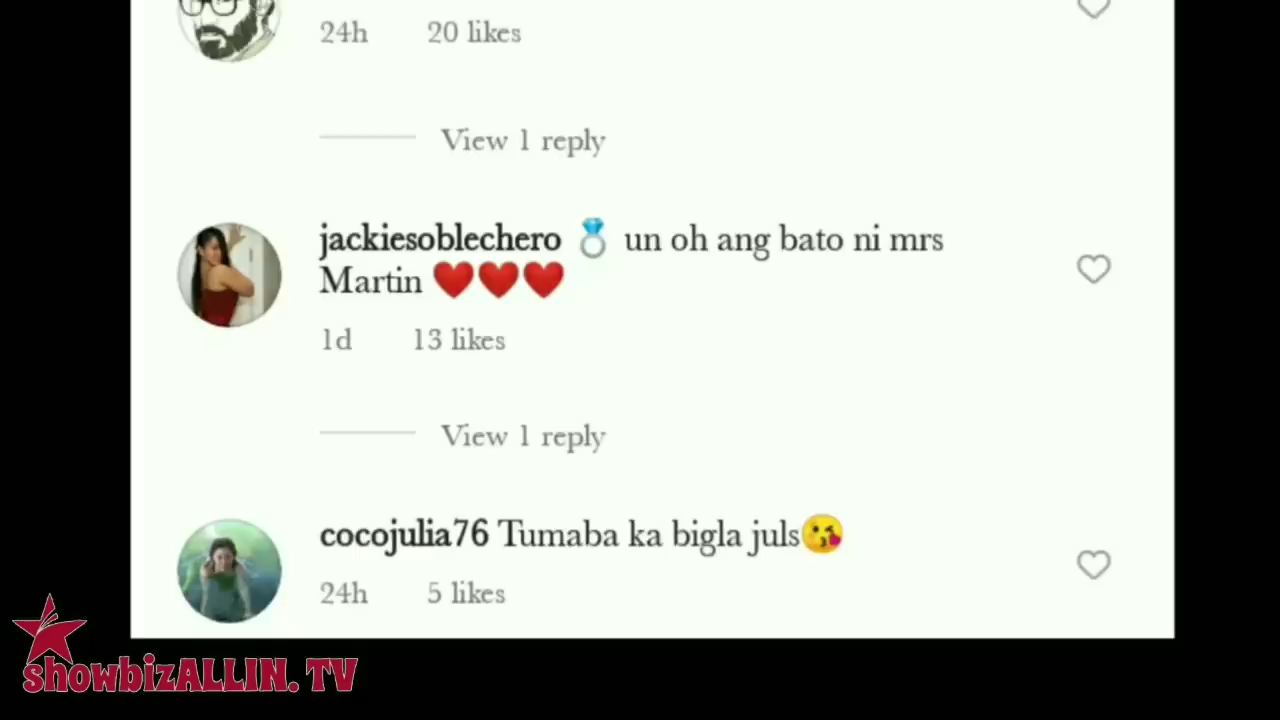 24h 20 likes
View 1 reply
jackiesoblechero 💍 un oh ang bato ni mrs
Martin ❤️❤️❤️
1d 13 likes
View 1 reply
cocojulia76 Tumaba ka bigla juls😘
24h 5 likes
showbizALLIN.TV